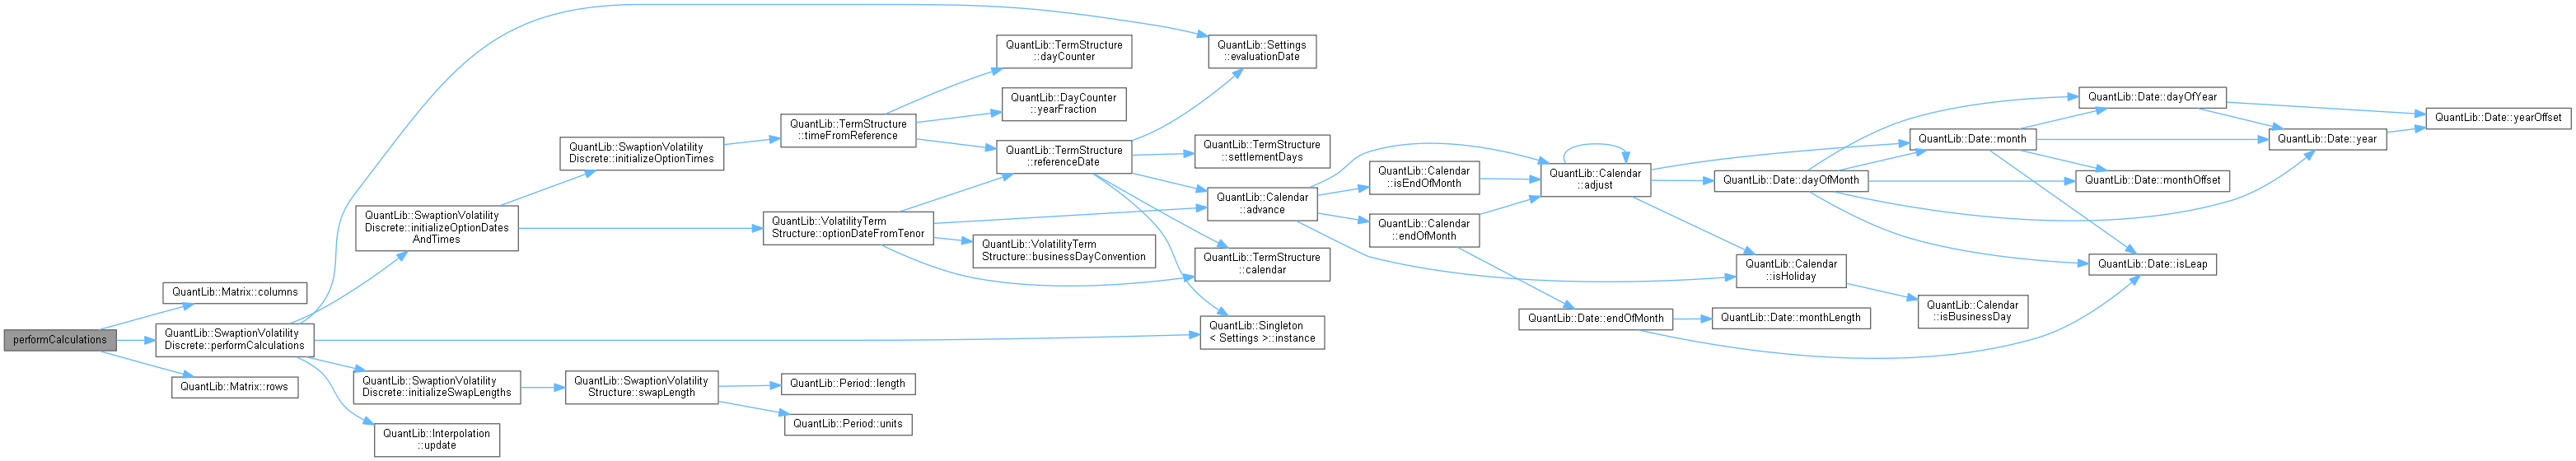 performCalculations
QuantLib::Matrix::columns
QuantLib::SwaptionVolatility
Discrete::performCalculations
QuantLib::Matrix::rows
QuantLib::SwaptionVolatility
Discrete::initializeOptionDates
AndTimes
QuantLib::SwaptionVolatility
Discrete::initializeSwapLengths
QuantLib::Interpolation
::update
QuantLib::SwaptionVolatility
Discrete::initializeOptionTimes
QuantLib::SwaptionVolatility
Structure::swapLength
QuantLib::TermStructure
::timeFromReference
QuantLib::VolatilityTerm
Structure::optionDateFromTenor
QuantLib::Period::length
QuantLib::Period::units
QuantLib::TermStructure
::dayCounter
QuantLib::DayCounter
::yearFraction
QuantLib::TermStructure
::referenceDate
QuantLib::VolatilityTerm
Structure::businessDayConvention
QuantLib::Settings
::evaluationDate
QuantLib::TermStructure
::settlementDays
QuantLib::Calendar
::advance
QuantLib::TermStructure
::calendar
QuantLib::Singleton
< Settings >::instance
QuantLib::Calendar
::isEndOfMonth
QuantLib::Calendar
::endOfMonth
QuantLib::Calendar
::adjust
QuantLib::Date::endOfMonth
QuantLib::Date::dayOfMonth
QuantLib::Calendar
::isHoliday
QuantLib::Date::monthLength
QuantLib::Date::month
QuantLib::Calendar
::isBusinessDay
QuantLib::Date::dayOfYear
QuantLib::Date::monthOffset
QuantLib::Date::isLeap
QuantLib::Date::year
QuantLib::Date::yearOffset